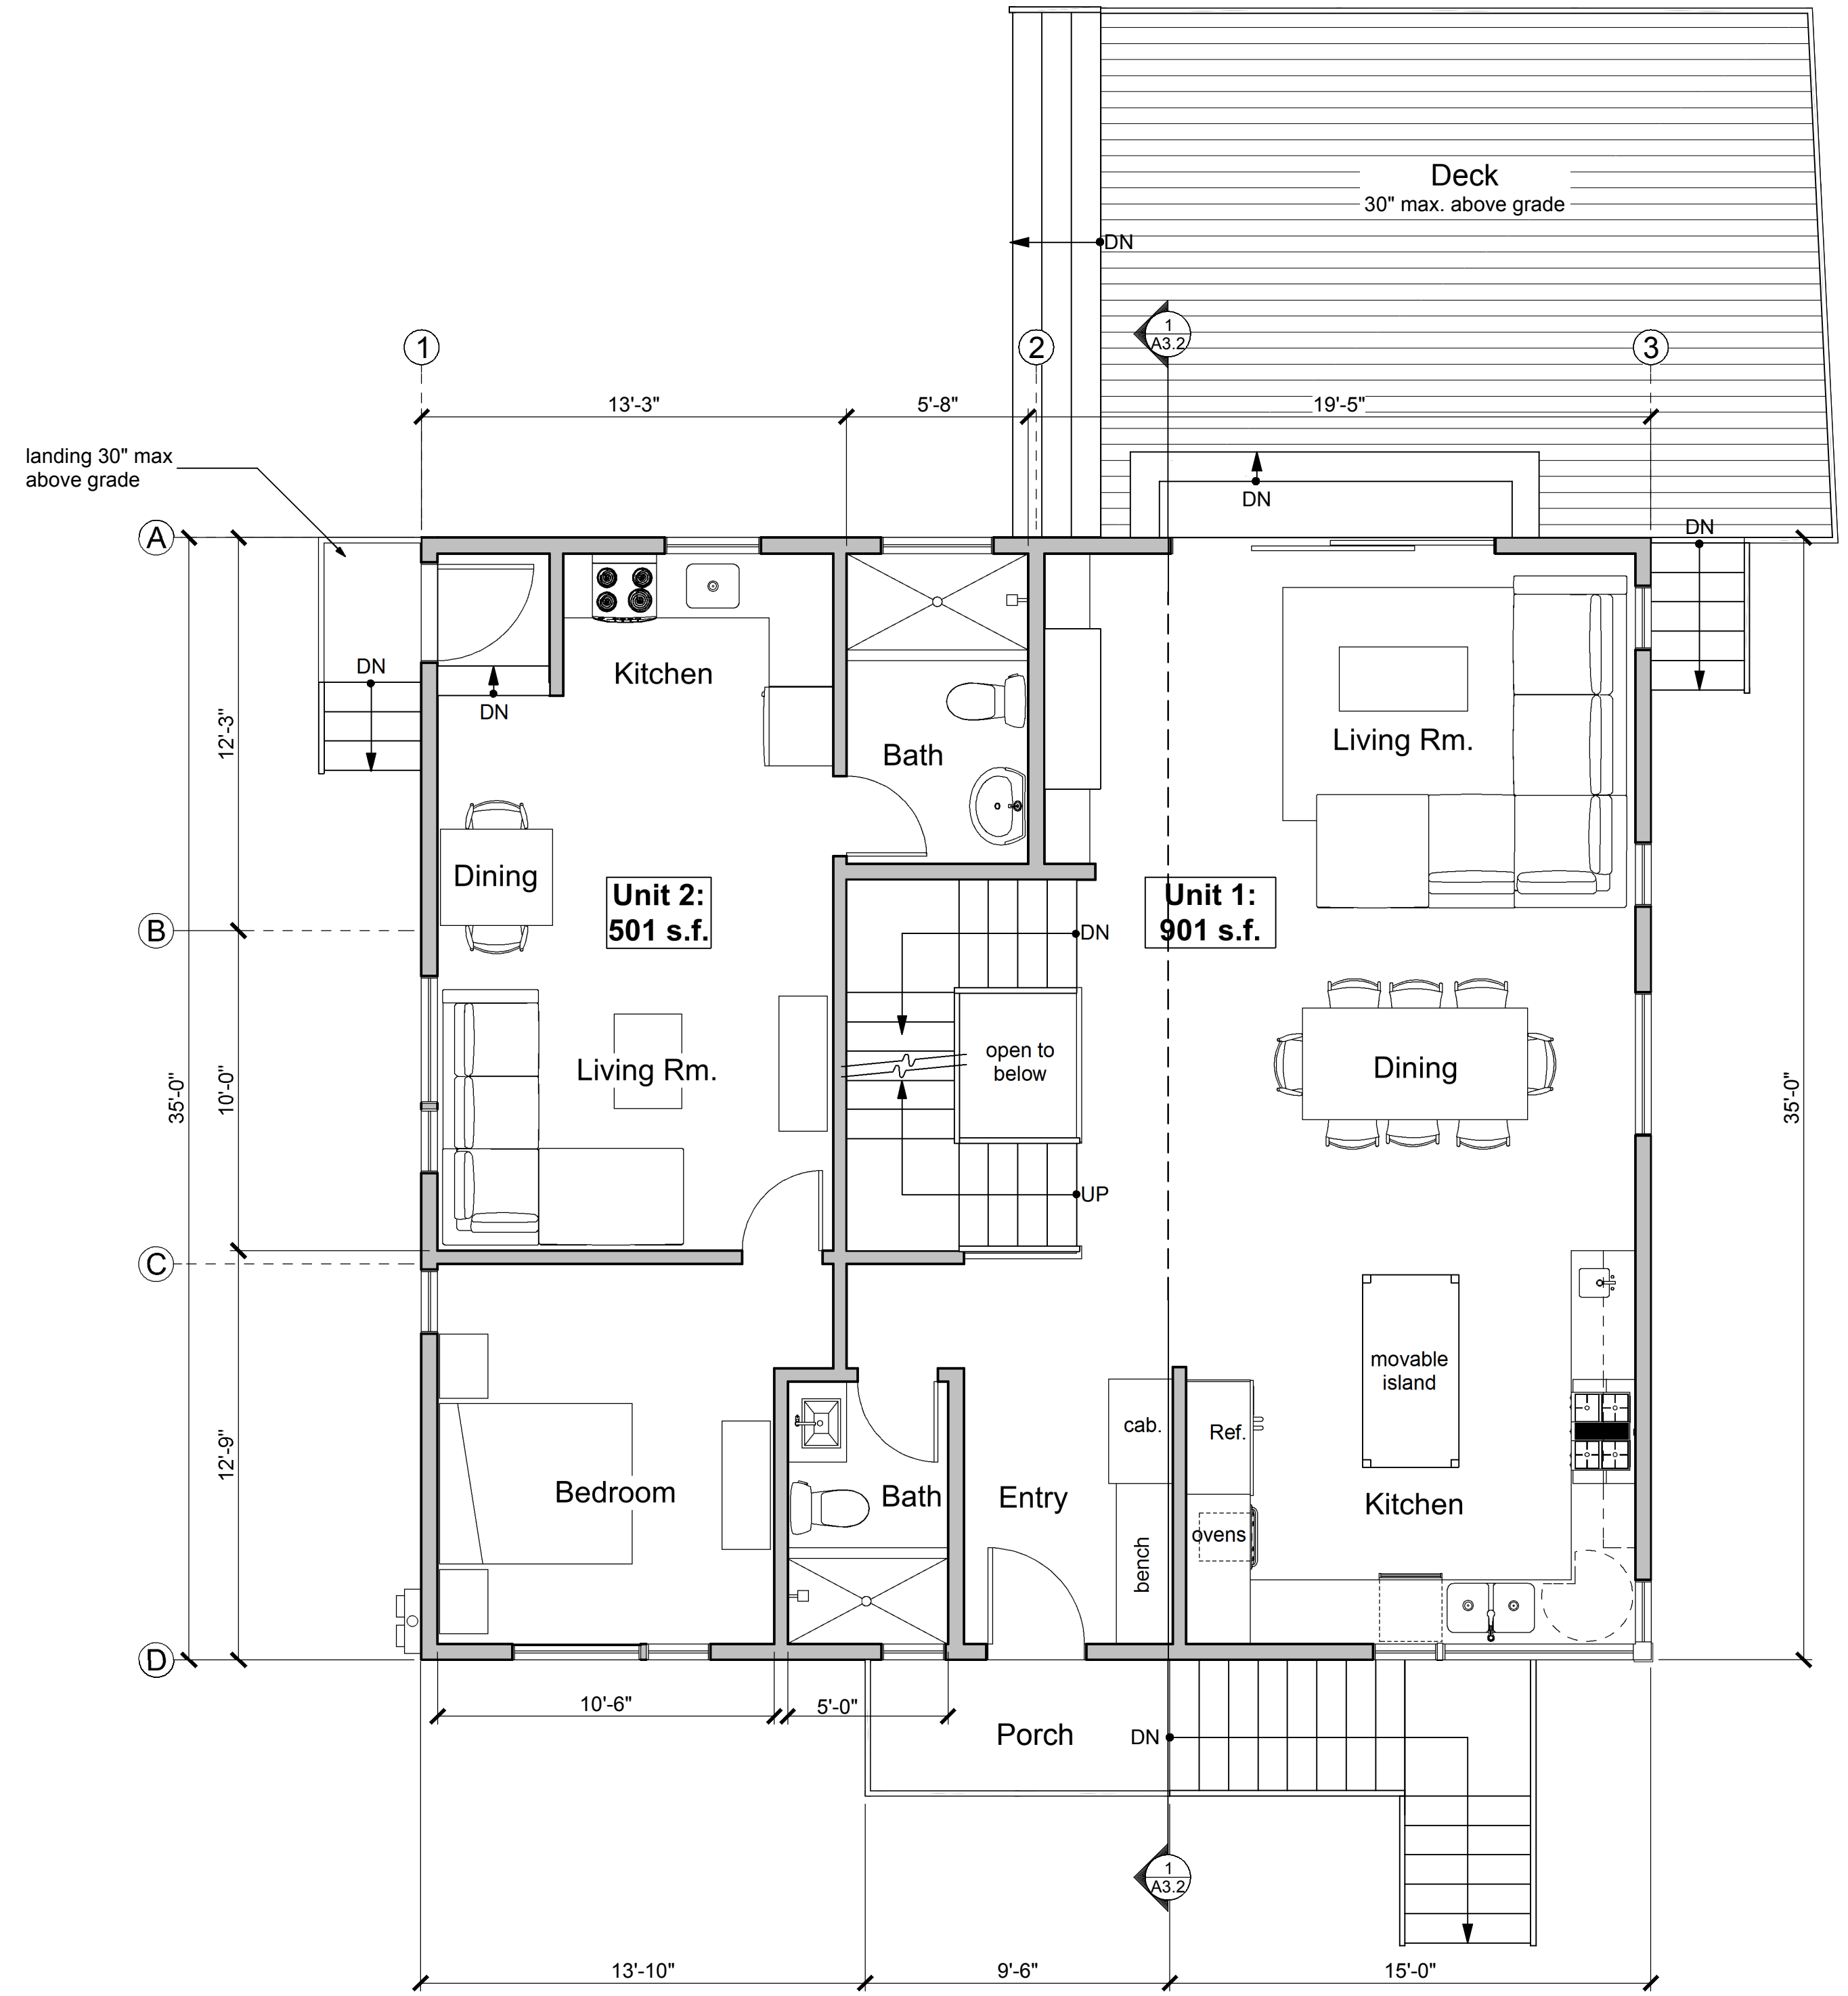 Deck
30" max. above grade
DN
1
A3.2
1
2
3
13'-3"
5'-8"
19'-5"
landing 30" max
above grade
DN
A
DN
DN
Kitchen
DN
12'-3"
Living Rm.
Bath
Dining
Unit 2:
501 s.f.
Unit 1:
901 s.f.
B
DN
open to
below
Living Rm.
Dining
35'-0"
10'-0"
35'-0"
UP
C
movable
island
cab.
Ref.
12'-9"
Bedroom
Bath
Entry
Kitchen
ovens
bench
D
10'-6"
5'-0"
Porch
DN
1
A3.2
13'-10"
9'-6"
15'-0"